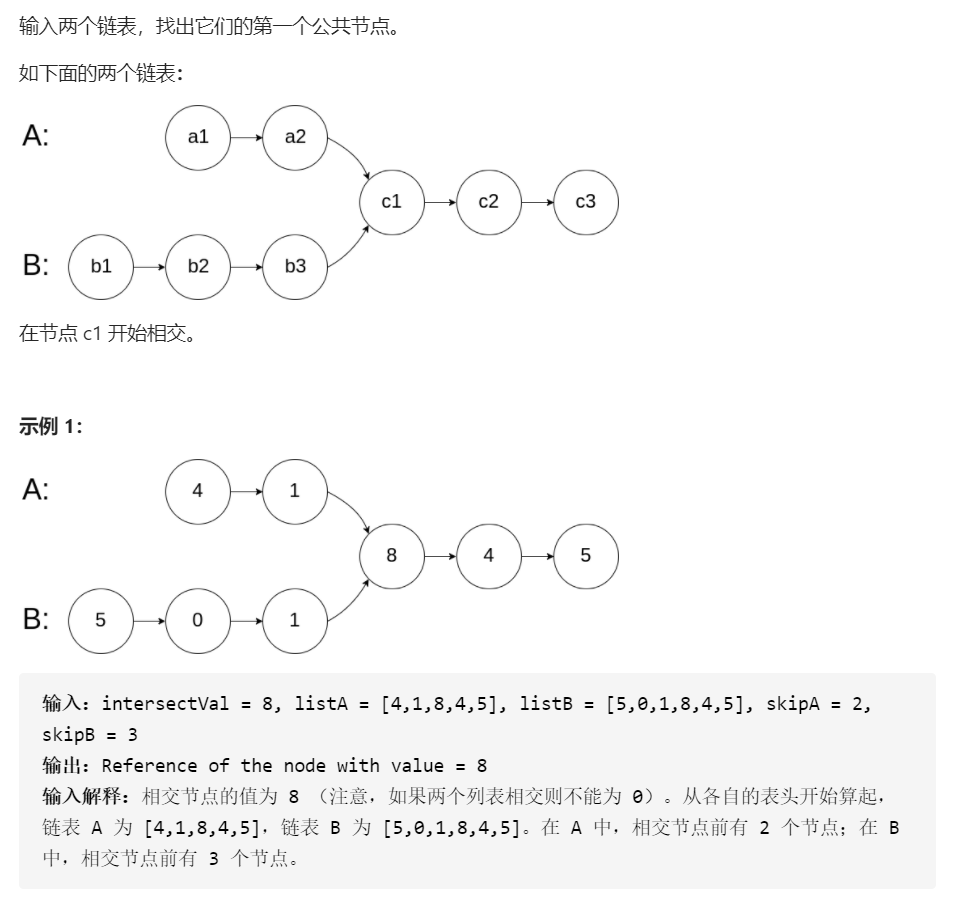 输入两个链表，找出它们的第一个公共节点。
如下面的两个链表：
A: a1 a2
c1 c2 c3
B: b1 b2 b3
在节点 c1 开始相交。
示例 1：
A: 4 1
8 4 5
B: 5 0 1
输入：intersectVal = 8, listA = [4,1,8,4,5], listB = [5,0,1,8,4,5], skipA = 2,
skipB = 3
输出：Reference of the node with value = 8
输入解释：相交节点的值为 8 （注意，如果两个列表相交则不能为 0）。从各自的表头开始算起，
链表 A 为 [4,1,8,4,5]，链表 B 为 [5,0,1,8,4,5]。在 A 中，相交节点前有 2 个节点；在 B
中，相交节点前有 3 个节点。